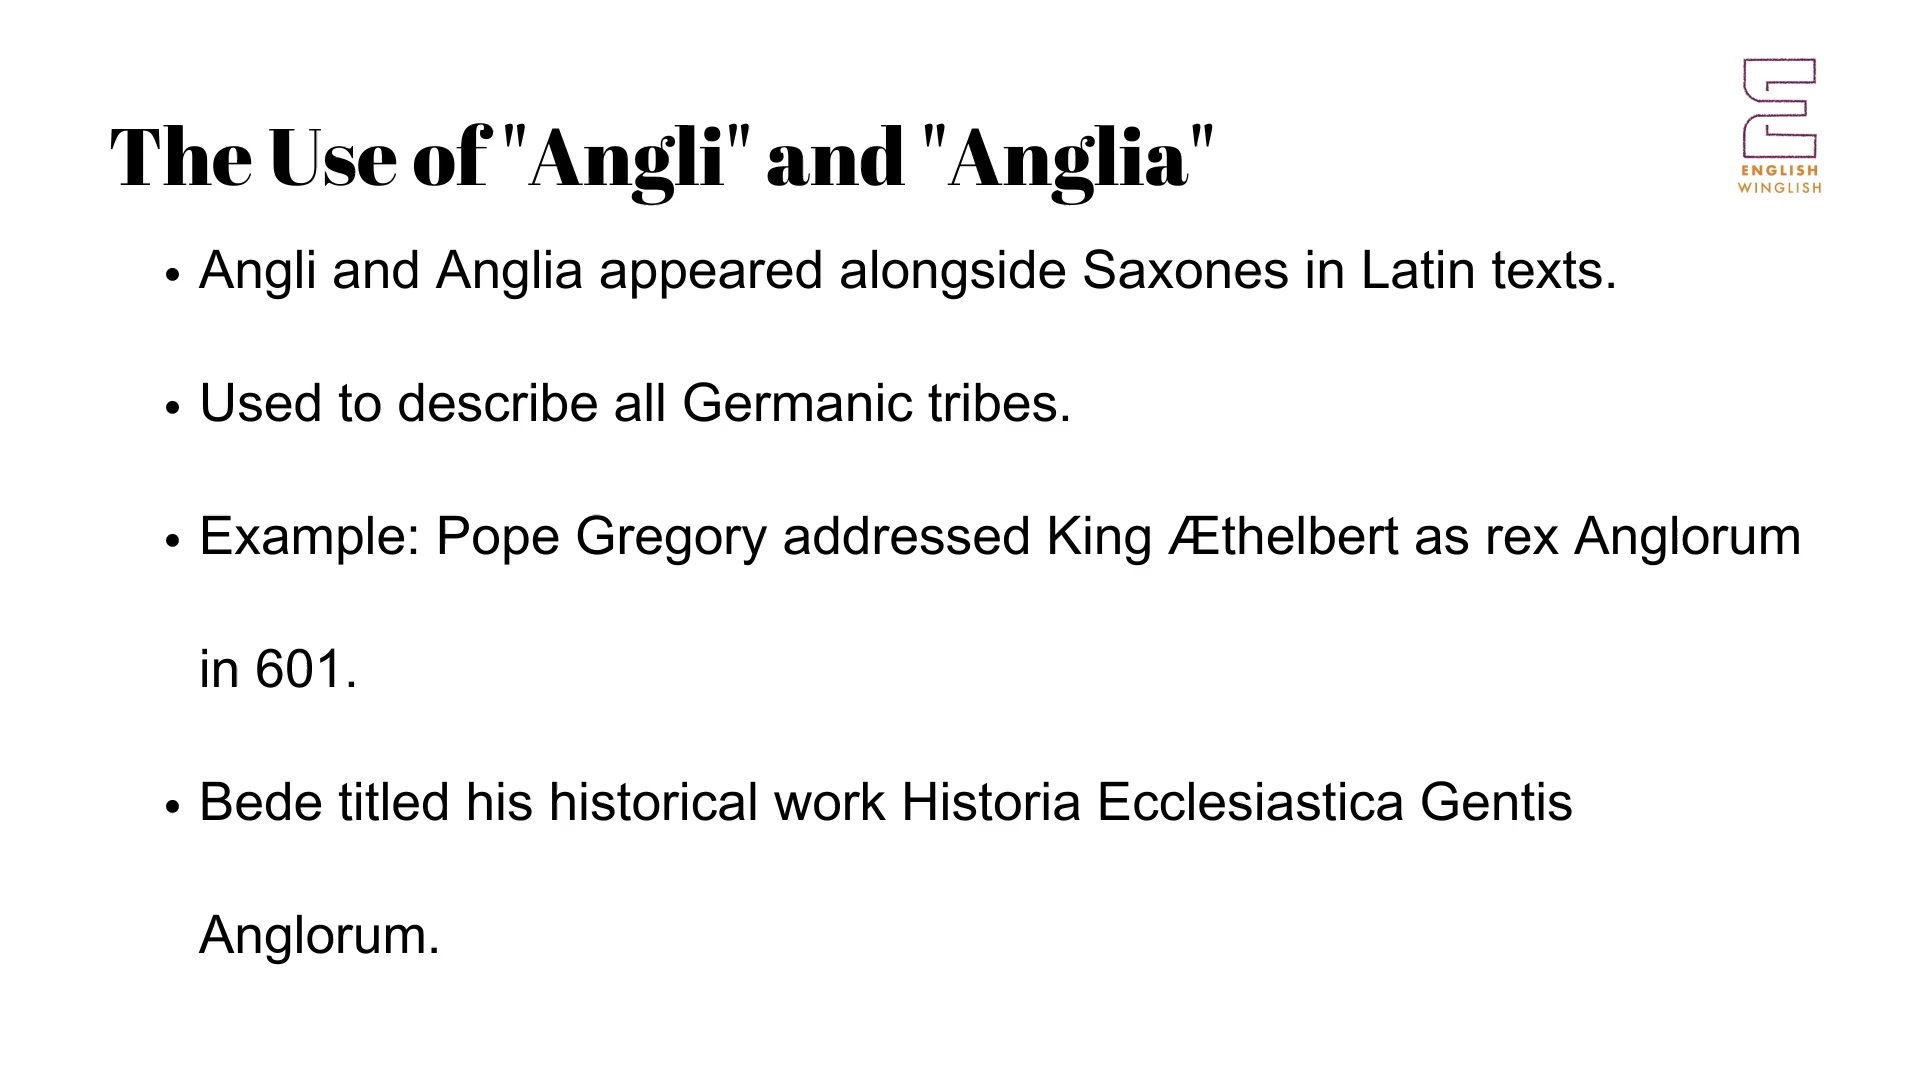 The Use of "Angli" and "Anglia"
ENGLISH
WINGLISH
• Angli and Anglia appeared alongside Saxones in Latin texts.
• Used to describe all Germanic tribes.
• Example: Pope Gregory addressed King Æthelbert as rex Anglorum
in 601.
• Bede titled his historical work Historia Ecclesiastica Gentis
Anglorum.